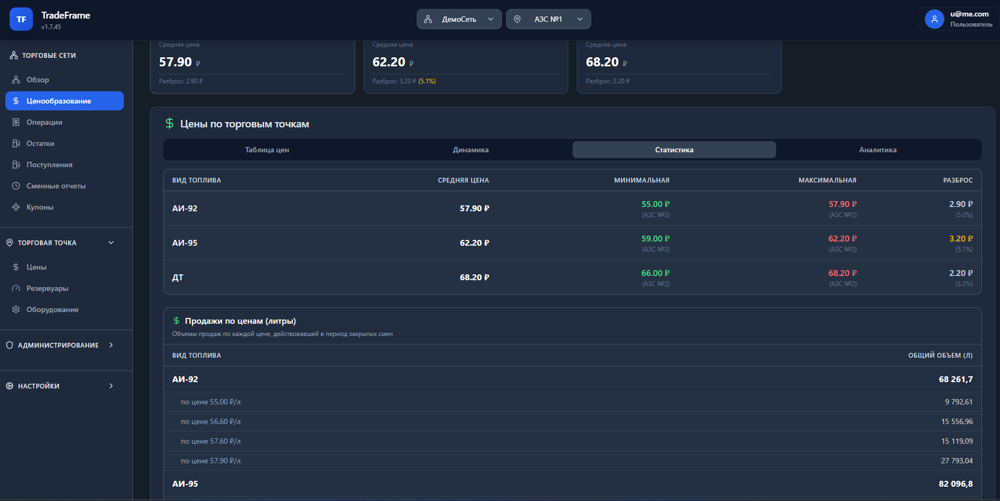 TF
TradeFrame
v1.7.45
ДемоСеть
АЗС №1
u@me.com
Пользователь
ТОРГОВЫЕ СЕТИ
Обзор
Ценообразование
Операции
Остатки
Поступления
Сменные отчеты
Купоны
ТОРГОВАЯ ТОЧКА
Цены
Резервуары
Оборудование
АДМИНИСТРИРОВАНИЕ
НАСТРОЙКИ
Средняя цена
57.90 ₽
Разброс: 2.90 ₽
Средняя цена
62.20 ₽
Разброс: 3.20 ₽ (5.1%)
Средняя цена
68.20 ₽
Разброс: 2.20 ₽
Цены по торговым точкам
Таблица цен Динамика Статистика Аналитика
ВИД ТОПЛИВА СРЕДНЯЯ ЦЕНА МИНИМАЛЬНАЯ МАКСИМАЛЬНАЯ РАЗБРОС
АИ-92 57.90 ₽ 55.00 ₽ 57.90 ₽ 2.90 ₽
(АЗС №2) (АЗС №2) (5.0%)
АИ-95 62.20 ₽ 59.00 ₽ 62.20 ₽ 3.20 ₽
(АЗС №2) (АЗС №2) (5.1%)
ДТ 68.20 ₽ 66.00 ₽ 68.20 ₽ 2.20 ₽
(АЗС №2) (АЗС №2) (3.2%)
Продажи по ценам (литры)
Объемы продаж по каждой цене, действовавшей в период закрытых смен
ВИД ТОПЛИВА ОБЩИЙ ОБЪЕМ (Л)
АИ-92 68 261,7
по цене 55.00 ₽/л 9 792,61
по цене 56.60 ₽/л 15 556,96
по цене 57.60 ₽/л 15 119,09
по цене 57.90 ₽/л 27 793,04
АИ-95 82 096,8